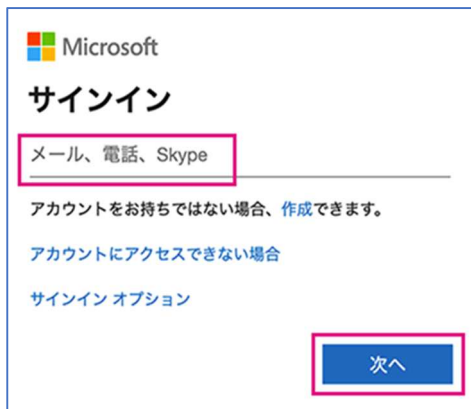 Microsoft
サインイン
メール、電話、Skype
アカウントをお持ちではない場合、作成できます。
アカウントにアクセスできない場合
サインイン オプション
次へ